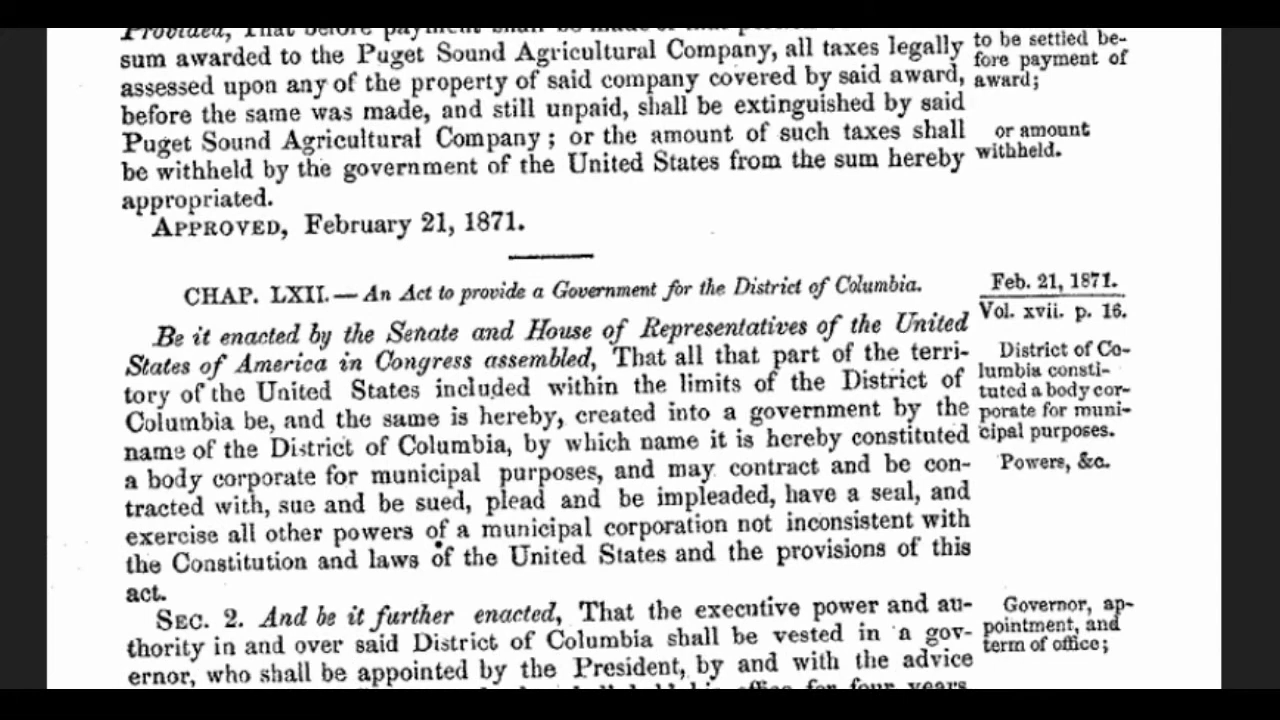 sum awarded to the Puget Sound Agricultural Company, all taxes legally
assessed upon any of the property of said company covered by said award,
before the same was made, and still unpaid, shall be extinguished by said
Puget Sound Agricultural Company; or the amount of such taxes shall
be withheld by the government of the United States from the sum hereby
appropriated.
to be settled be-
fore payment of
award;
or amount
withheld.
APPROVED, February 21, 1871.
CHAP. LXII. — An Act to provide a Government for the District of Columbia.
Feb. 21, 1871.
Vol. xvii. p. 16.
Be it enacted by the Senate and House of Representatives of the United
States of America in Congress assembled, That all that part of the terri-
tory of the United States included within the limits of the District of
Columbia be, and the same is hereby, created into a government by the
name of the District of Columbia, by which name it is hereby constituted
a body corporate for municipal purposes, and may contract and be con-
tracted with, sue and be sued, plead and be impleaded, have a seal, and
exercise all other powers of a municipal corporation not inconsistent with
the Constitution and laws of the United States and the provisions of this
act.
District of Co-
lumbia consti-
tuted a body cor-
porate for muni-
cipal purposes.
Powers, &c.
SEC. 2. And be it further enacted, That the executive power and au-
thority in and over said District of Columbia shall be vested in a gov-
ernor, who shall be appointed by the President, by and with the advice
office for four years
Governor, ap-
pointment, and
term of office;